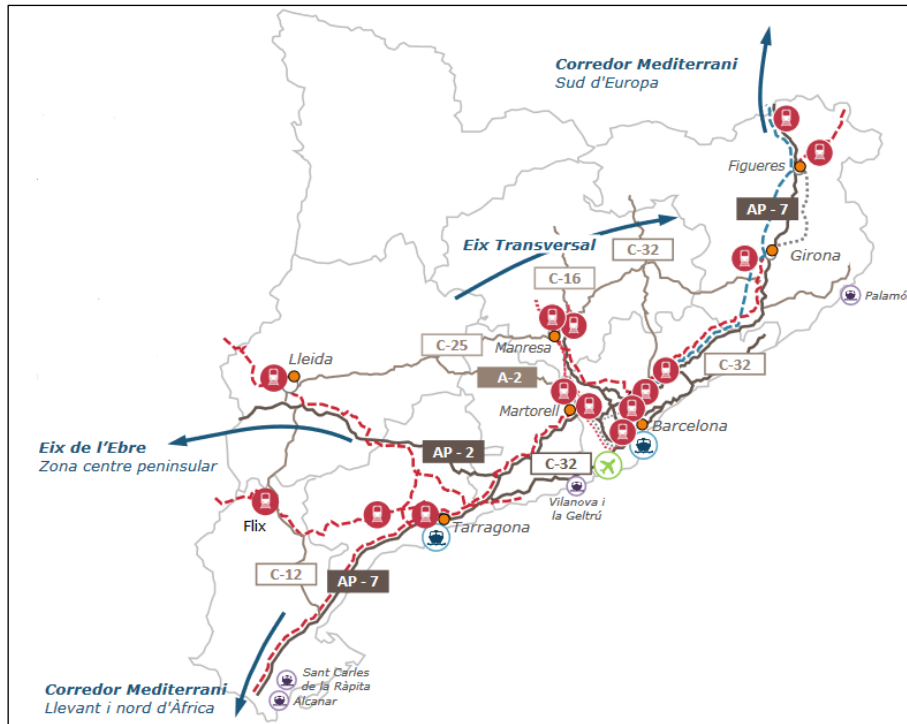 Corredor Mediterrani
Sud d'Europa
Figueres
AP - 7
Eix Transversal
C-32
Girona
C-16
Palamó
Manresa
C-25
Lleida
C-32
A-2
Martorell
Barcelona
Eix de l'Ebre
Zona centre peninsular
AP - 2
C-32
Vilanova i
la Geltrú
Flix
Tarragona
C-12
AP - 7
Sant Carles
de la Ràpita
Alcanar
Corredor Mediterrani
Llevant i nord d'Àfrica